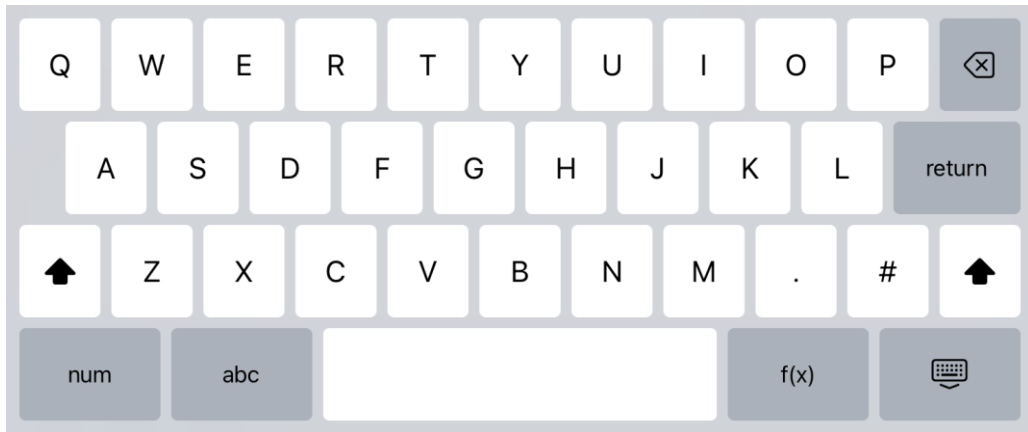 Q W E R T Y U I O P
A S D F G H J K L return
Z X C V B N M . #
num abc f(x)